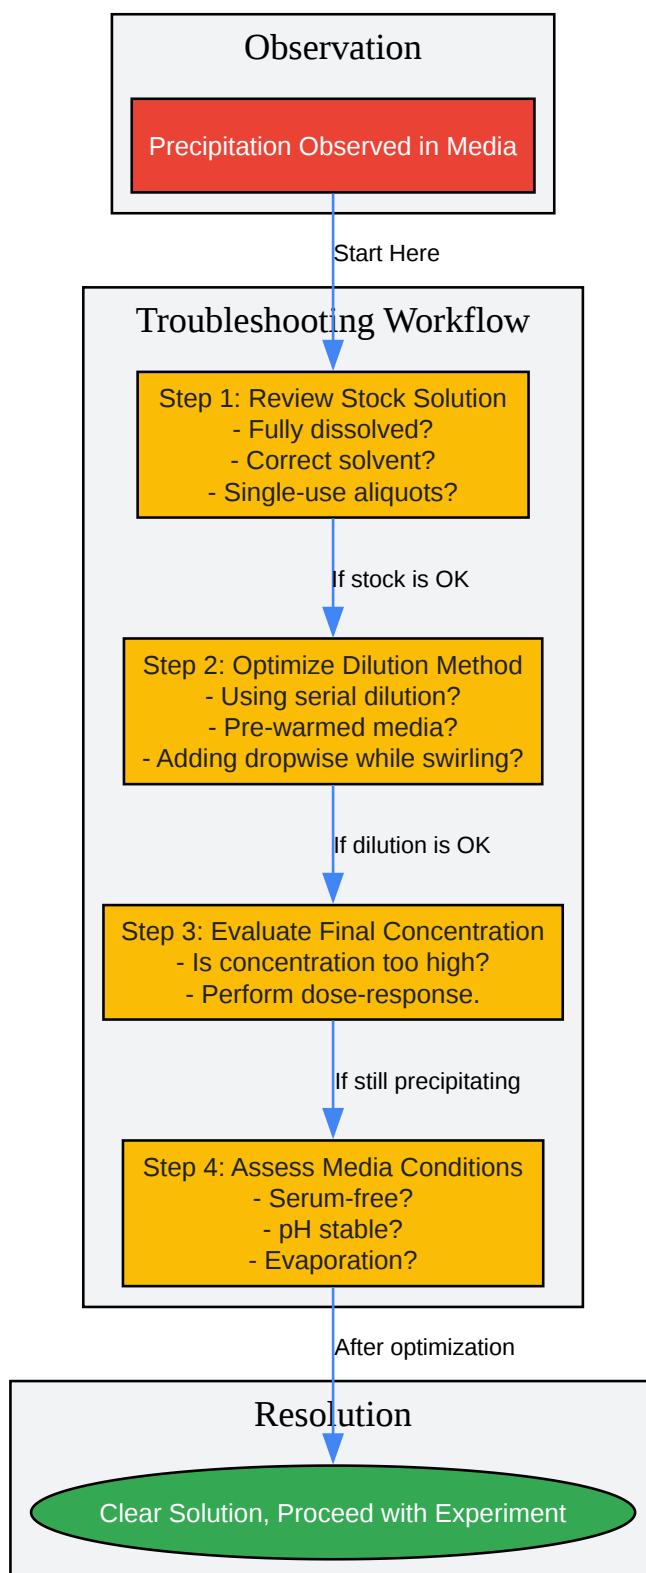 Observation
Precipitation Observed in Media
Start Here
Troubleshooting Workflow
Step 1: Review Stock Solution
- Fully dissolved?
- Correct solvent?
- Single-use aliquots?
If stock is OK
Step 2: Optimize Dilution Method
- Using serial dilution?
- Pre-warmed media?
- Adding dropwise while swirling?
If dilution is OK
Step 3: Evaluate Final Concentration
- Is concentration too high?
- Perform dose-response.
If still precipitating
Step 4: Assess Media Conditions
- Serum-free?
- pH stable?
- Evaporation?
After optimization
Resolution
Clear Solution, Proceed with Experiment